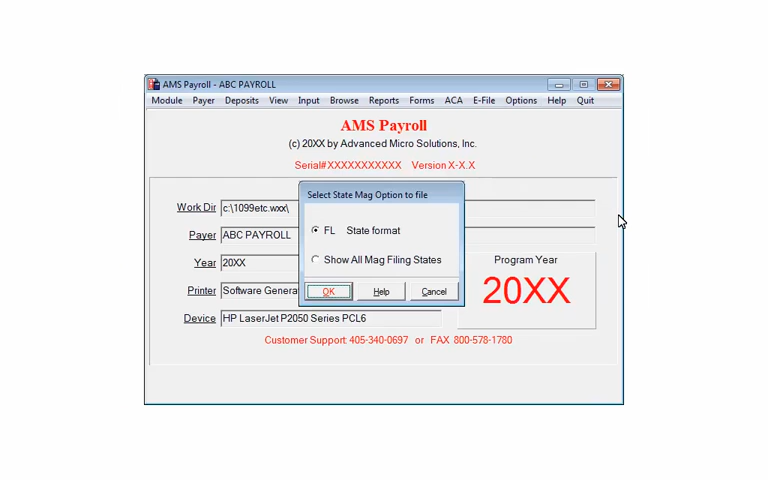 AMS Payroll - ABC PAYROLL
Module Payer Deposits View Input Browse Reports Forms ACA E-File Options Help Quit
AMS Payroll
(c) 20XX by Advanced Micro Solutions, Inc.
Serial#XXXXXXXXXXX Version X-X.X
Select State Mag Option to file
FL State format
Show All Mag Filing States
OK Help Cancel
Work Dir c:\1099etc.wxx\
Payer ABC PAYROLL
Year 20XX
Printer Software Genera
Device HP LaserJet P2050 Series PCL6
Program Year
20XX
Customer Support: 405-340-0697 or FAX 800-578-1780